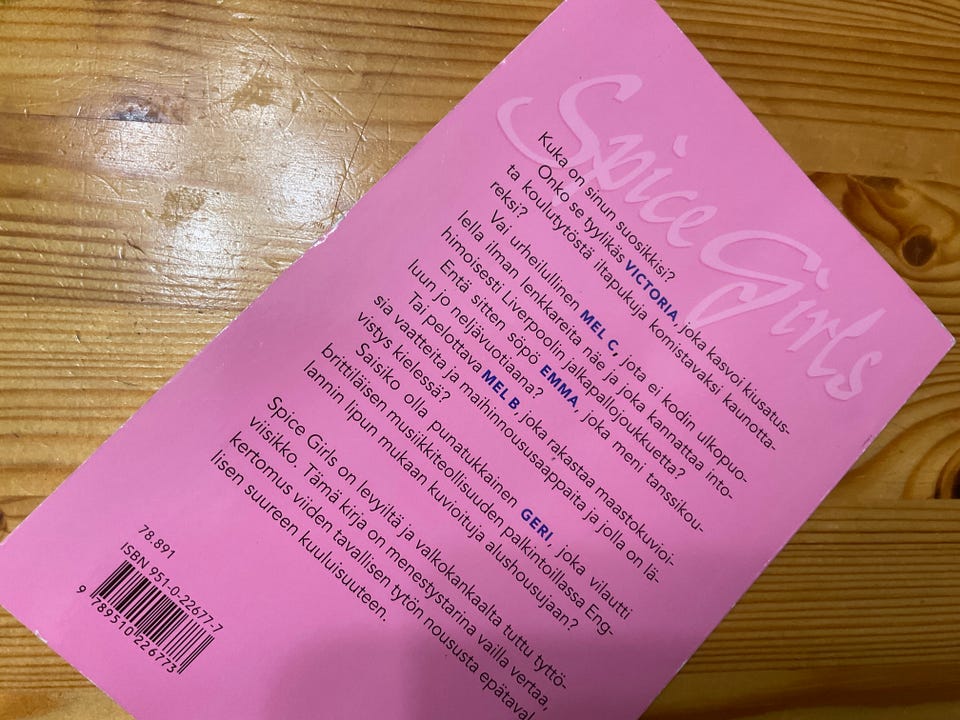 Spice Girls
Kuka on sinun suosikkisi?
Onko se tyylikäs VICTORIA, joka kasvoi kiusatus-
ta koulutytöstä iltapukuja komistavaksi kaunotta-
reksi?
Vai urheilullinen MEL C, jota ei kodin ulkopuo-
lella ilman lenkkareita näe ja joka kannattaa into-
himoisesti Liverpoolin jalkapallojoukkuetta?
Entä sitten söpö EMMA, joka meni tanssikou-
luun jo neljävuotiaana?
Tai pelottava MEL B, joka rakastaa maastokuvioi-
sia vaatteita ja maihinnousu­saappaita ja jolla on lä-
vistys kielessä?
Saisiko olla punatukkainen GERI, joka vilautti
brittiläisen musiikkiteollisuuden palkintoillassa Eng-
lannin lipun mukaan kuvioituja alushousujaan?
Spice Girls on levyiltä ja valkokankaalta tuttu tyttö-
viisikko. Tämä kirja on menestystarina vailla vertaa,
kertomus viiden tavallisen tytön noususta epätaval
lisen suureen kuuluisuuteen.
78.891
ISBN 951-0-22677-7
9 789510 226773